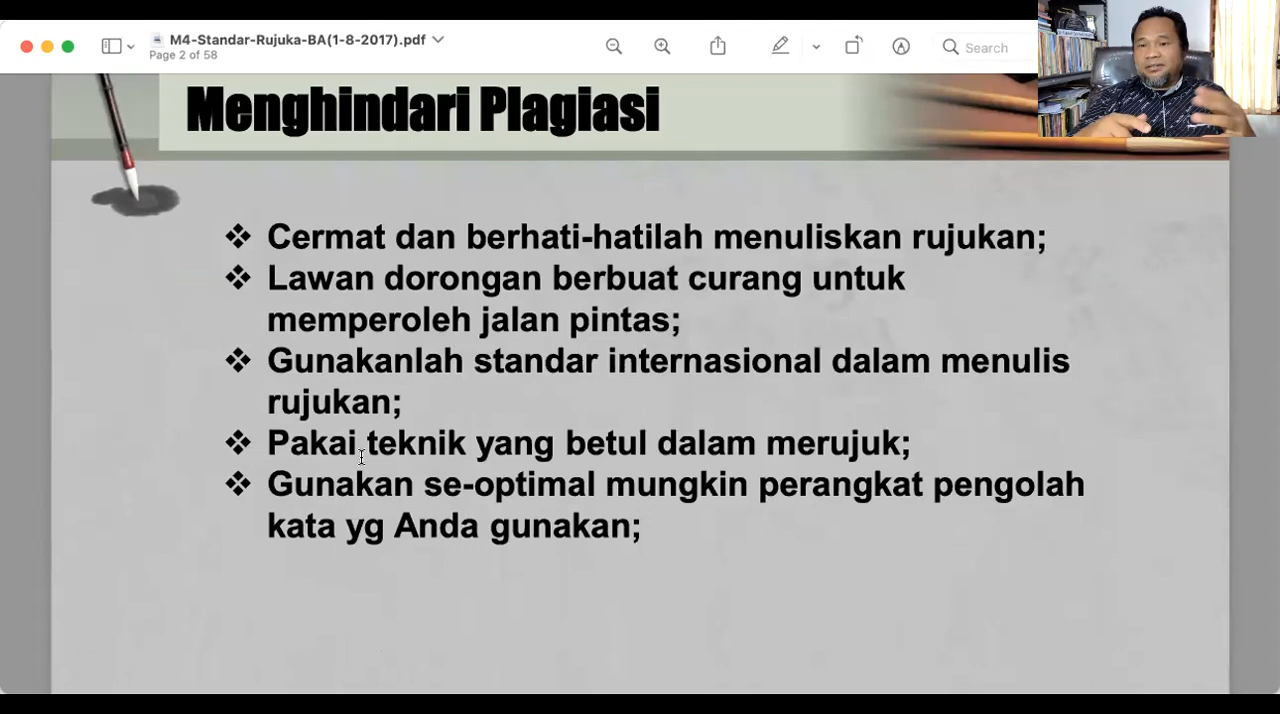 M4-Standar-Rujuka-BA(1-8-2017).pdf
Page 2 of 58
Search
Menghindari Plagiasi
❖ Cermat dan berhati-hatilah menuliskan rujukan;
❖ Lawan dorongan berbuat curang untuk
memperoleh jalan pintas;
❖ Gunakanlah standar internasional dalam menulis
rujukan;
❖ Pakai teknik yang betul dalam merujuk;
❖ Gunakan se-optimal mungkin perangkat pengolah
kata yg Anda gunakan;